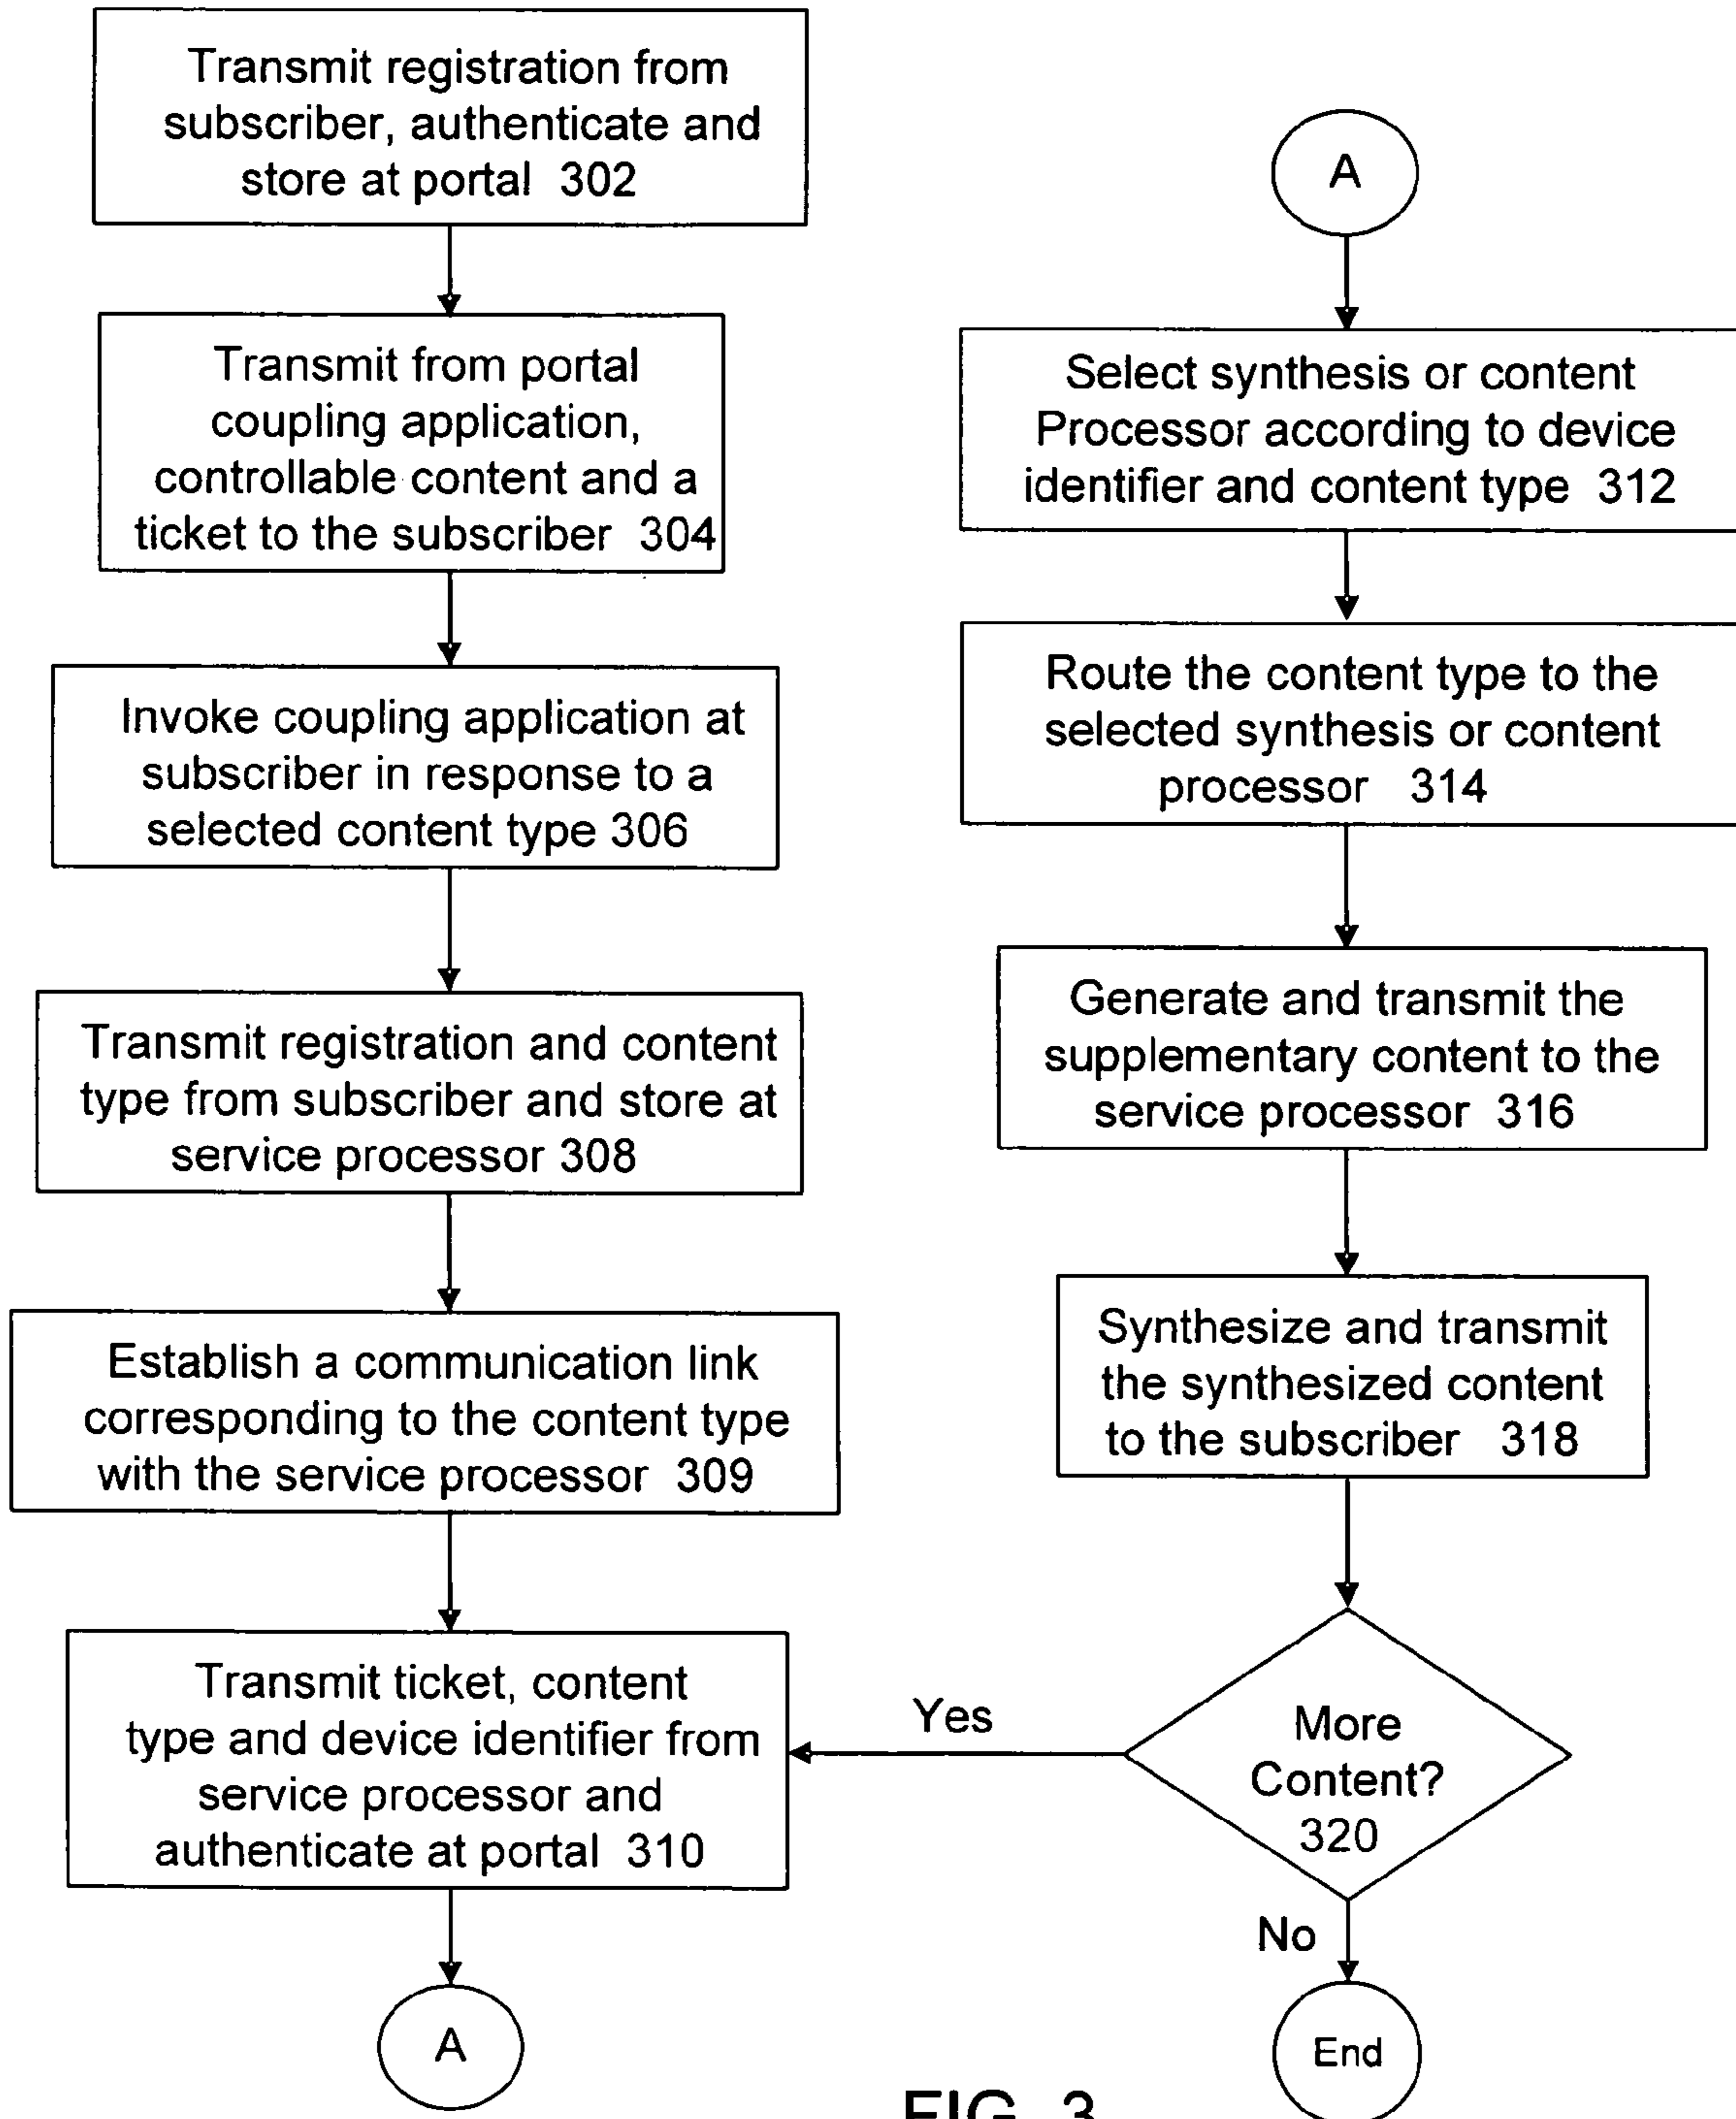 Transmit registration from
subscriber, authenticate and
store at portal 302
Transmit from portal
coupling application,
controllable content and a
ticket to the subscriber 304
Invoke coupling application at
subscriber in response to a
selected content type 306
Transmit registration and content
type from subscriber and store at
service processor 308
Establish a communication link
corresponding to the content type
with the service processor 309
Transmit ticket, content
type and device identifier from
service processor and
authenticate at portal 310
A
A
Select synthesis or content
Processor according to device
identifier and content type 312
Route the content type to the
selected synthesis or content
processor 314
Generate and transmit the
supplementary content to the
service processor 316
Synthesize and transmit
the synthesized content
to the subscriber 318
More
Content?
320
Yes
No
End
FIG. 3